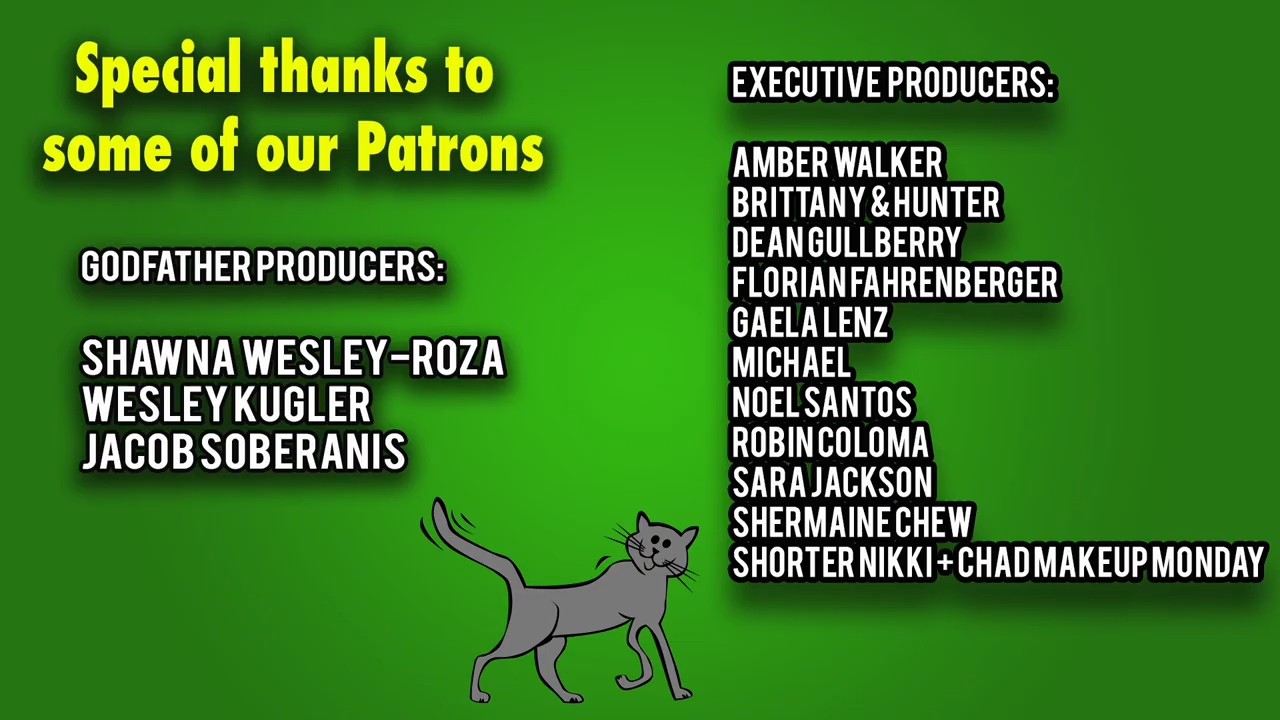 Special thanks to
some of our Patrons
GODFATHER PRODUCERS:
SHAWNA WESLEY-ROZA
WESLEY KUGLER
JACOB SOBERANIS
EXECUTIVE PRODUCERS:
AMBER WALKER
BRITTANY & HUNTER
DEAN GULLBERRY
FLORIAN FAHRENBERGER
GAELA LENZ
MICHAEL
NOEL SANTOS
ROBIN COLOMA
SARA JACKSON
SHERMAINE CHEW
SHORTER NIKKI + CHAD MAKEUP MONDAY